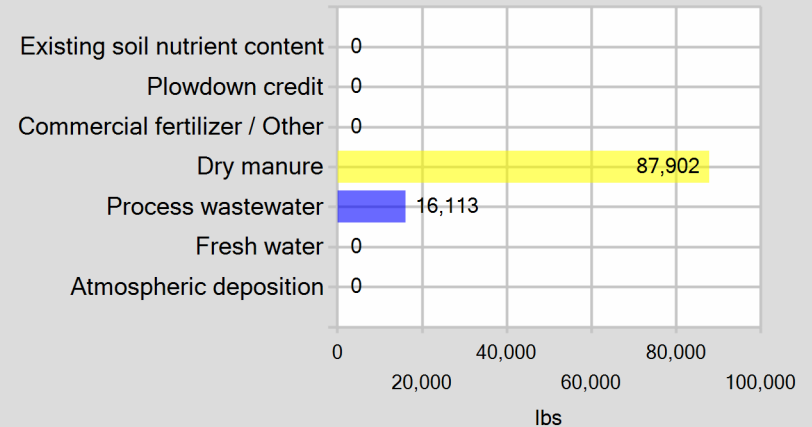 Existing soil nutrient content 0
Plowdown credit 0
Commercial fertilizer / Other 0
Dry manure 87,902
Process wastewater 16,113
Fresh water 0
Atmospheric deposition 0
0 40,000 80,000
20,000 60,000 100,000
lbs